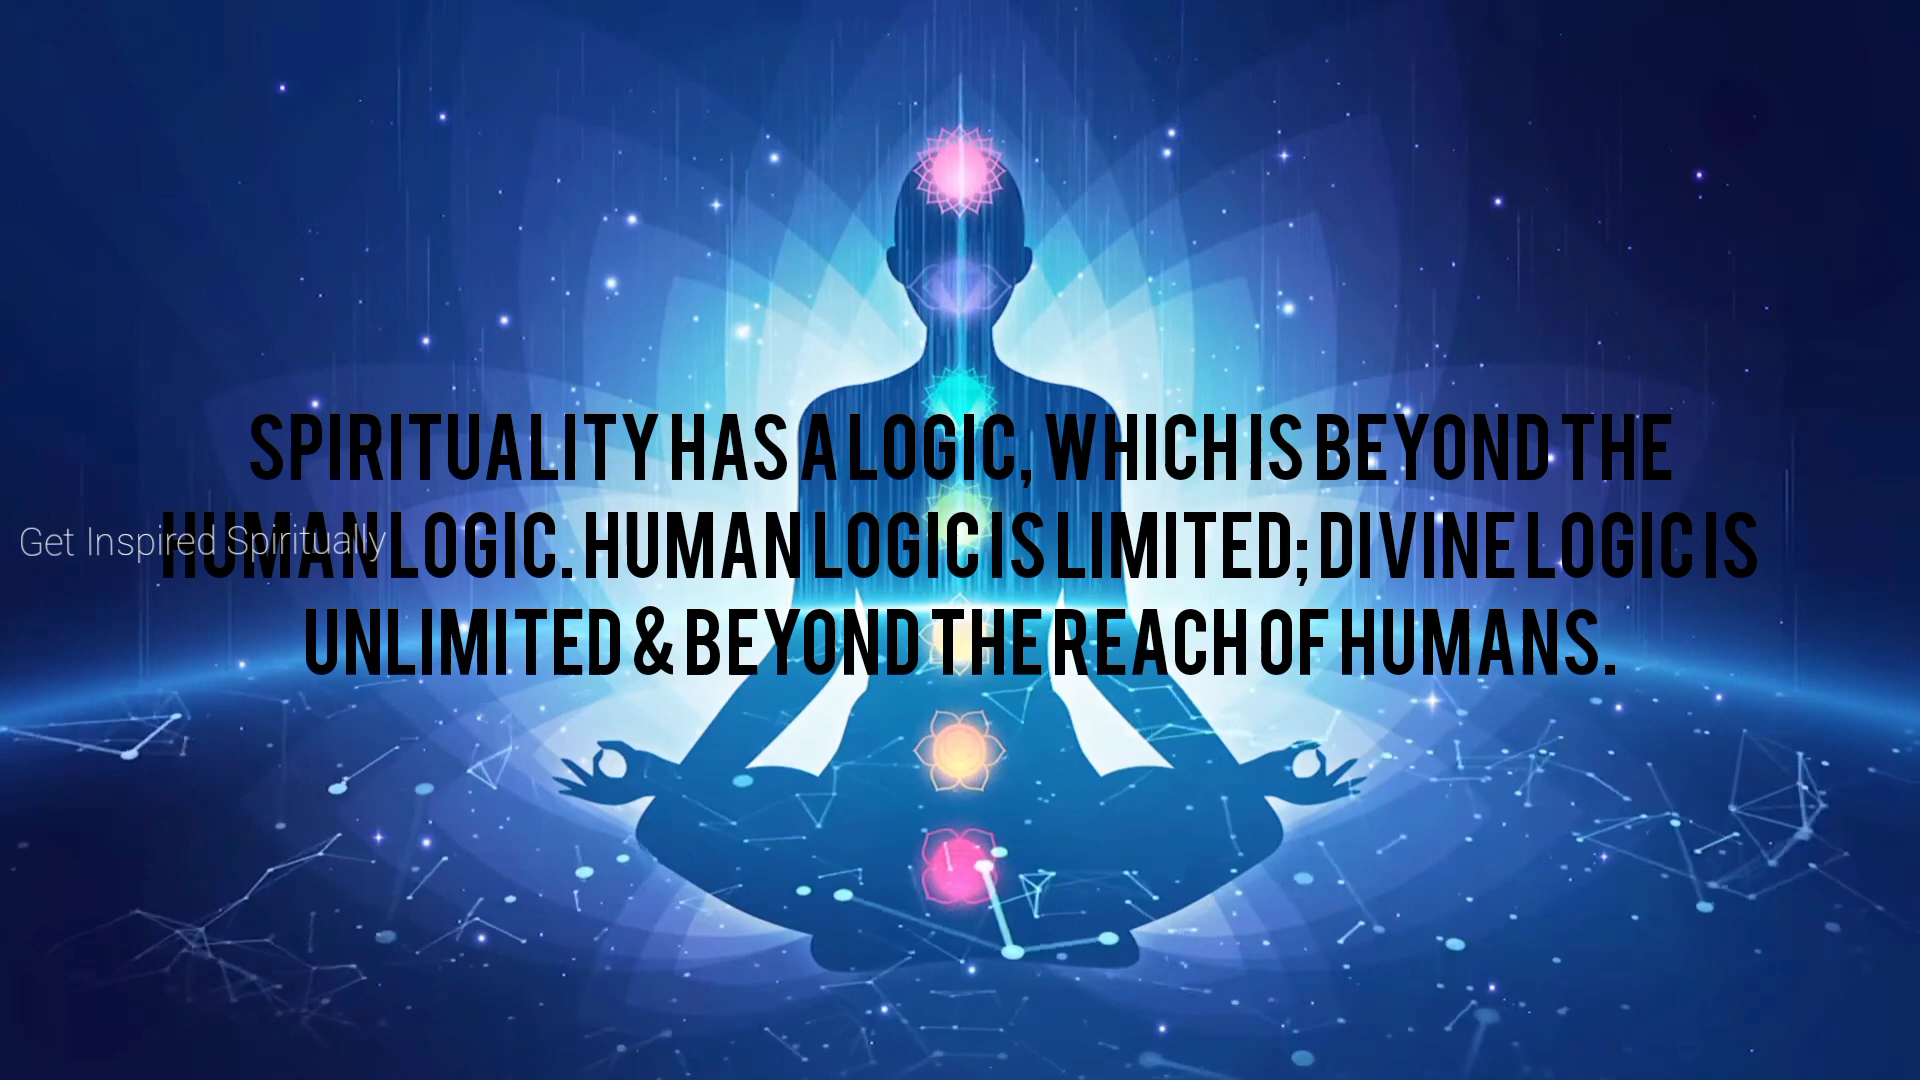 SPIRITUALITY HAS A LOGIC, WHICH IS BEYOND THE
HUMAN LOGIC. HUMAN LOGIC IS LIMITED; DIVINE LOGIC IS
UNLIMITED & BEYOND THE REACH OF HUMANS.
Get Inspired Spiritually